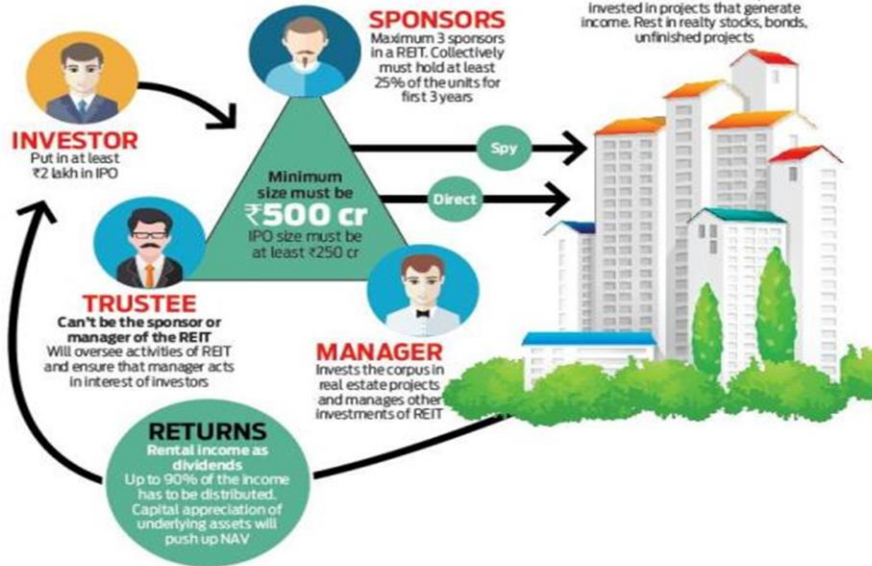 SPONSORS
Maximum 3 sponsors
in a REIT. Collectively
must hold at least
25% of the units for
first 3 years
Invested in projects that generate
income. Rest in realty stocks, bonds,
unfinished projects
INVESTOR
Put in at least
₹2 lakh in IPO
Minimum
size must be
₹500 cr
IPO size must be
at least ₹250 cr
Spy
Direct
TRUSTEE
Can't be the sponsor or
manager of the REIT
Will oversee activities of REIT
and ensure that manager acts
in interest of investors
MANAGER
Invests the corpus in
real estate projects
and manages other
investments of REIT
RETURNS
Rental income as
dividends
Up to 90% of the income
has to be distributed.
Capital appreciation of
underlying assets will
push up NAV